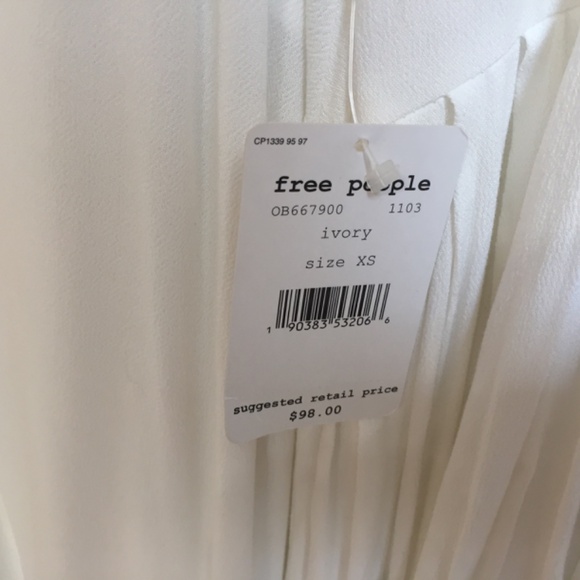 CP1339 95 97
free people
OB667900 1103
ivory
size XS
1 90383 53206 6
suggested retail price
$98.00